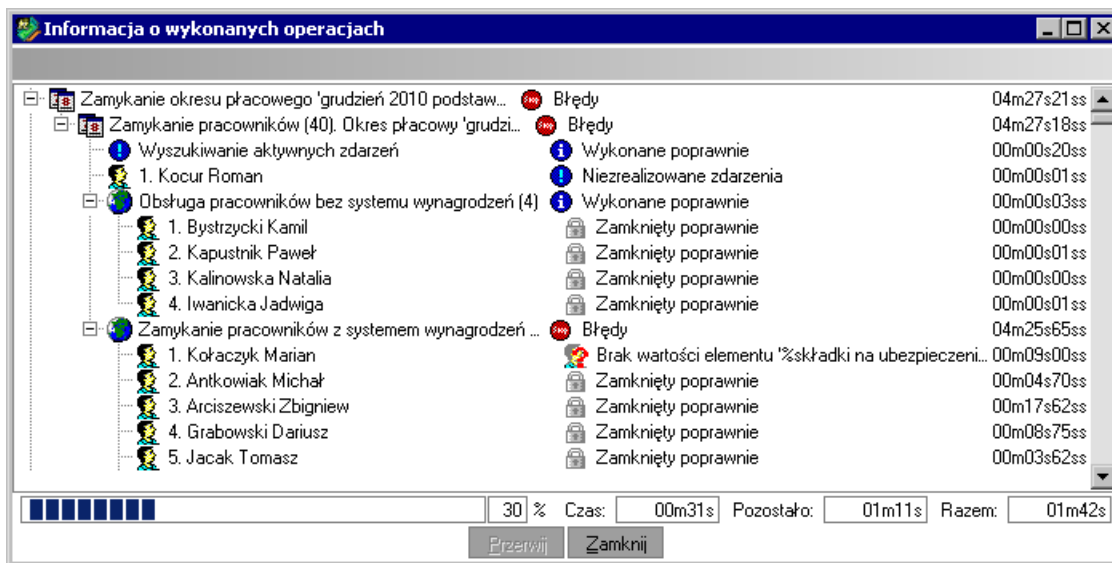 Informacja o wykonanych operacjach
Zamykanie okresu płacowego 'grudzień 2010 podstaw... Błędy 04m27s21ss
Zamykanie pracowników (40). Okres płacowy 'grudzi... Błędy 04m27s18ss
Wyszukiwanie aktywnych zdarzeń Wykonane poprawnie 00m00s20ss
1. Kocur Roman Niezrealizowane zdarzenia 00m00s01ss
Obsługa pracowników bez systemu wynagrodzeń (4) Wykonane poprawnie 00m00s03ss
1. Bystrzycki Kamil Zamknięty poprawnie 00m00s00ss
2. Kapustnik Paweł Zamknięty poprawnie 00m00s01ss
3. Kalinowska Natalia Zamknięty poprawnie 00m00s00ss
4. Iwanicka Jadwiga Zamknięty poprawnie 00m00s01ss
Zamykanie pracowników z systemem wynagrodzeń ... Błędy 04m25s65ss
1. Kołaczyk Marian Brak wartości elementu '%składki na ubezpieczeni... 00m09s00ss
2. Antkowiak Michał Zamknięty poprawnie 00m04s70ss
3. Arciszewski Zbigniew Zamknięty poprawnie 00m17s62ss
4. Grabowski Dariusz Zamknięty poprawnie 00m08s75ss
5. Jacak Tomasz Zamknięty poprawnie 00m03s62ss
30 % Czas: 00m31s Pozostało: 01m11s Razem: 01m42s
Przerwij Zamknij